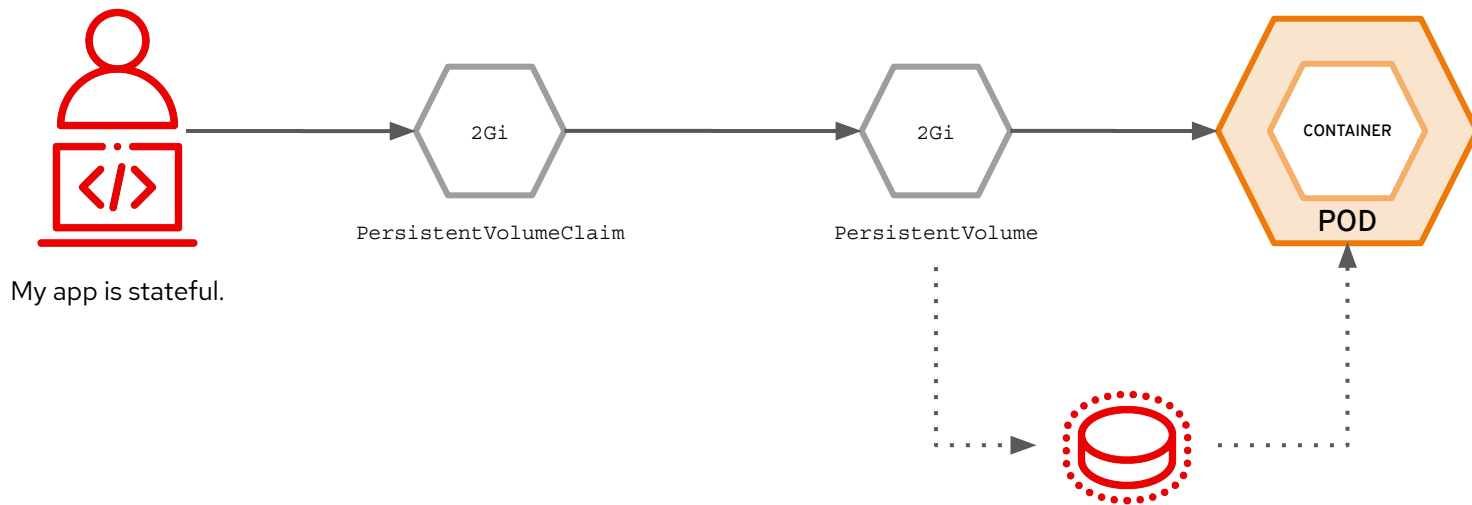 2Gi
2Gi
CONTAINER
POD
PersistentVolumeClaim
PersistentVolume
My app is stateful.